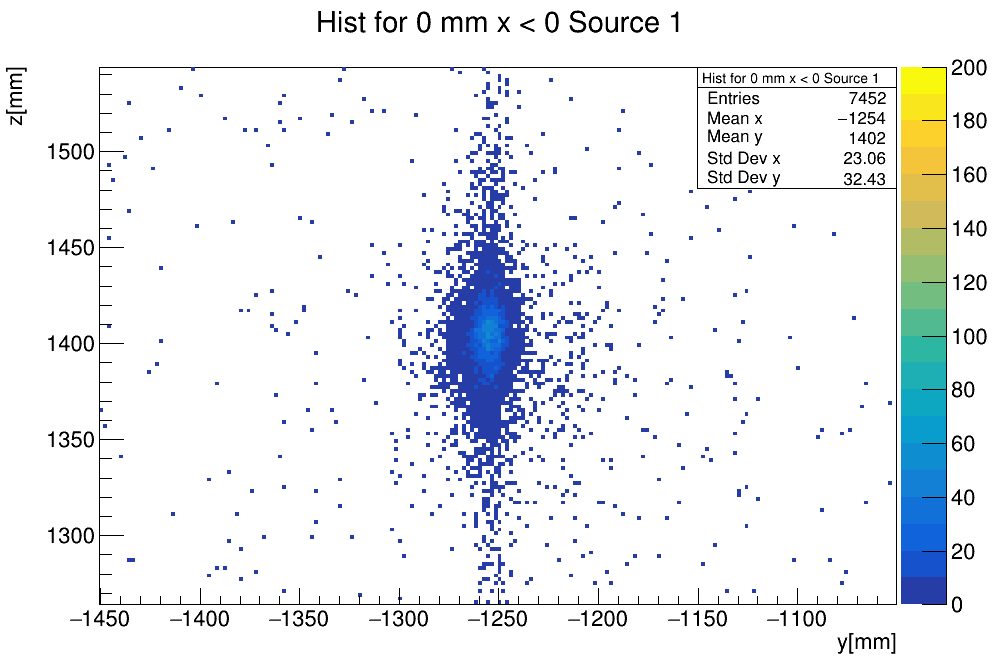 Hist for 0 mm x < 0 Source 1
z[mm]
Hist for 0 mm x < 0 Source 1
Entries 7452
Mean x −1254
Mean y 1402
Std Dev x 23.06
Std Dev y 32.43
1500
1450
1400
1350
1300
−1450 −1400 −1350 −1300 −1250 −1200 −1150 −1100
y[mm]
200
180
160
140
120
100
80
60
40
20
0